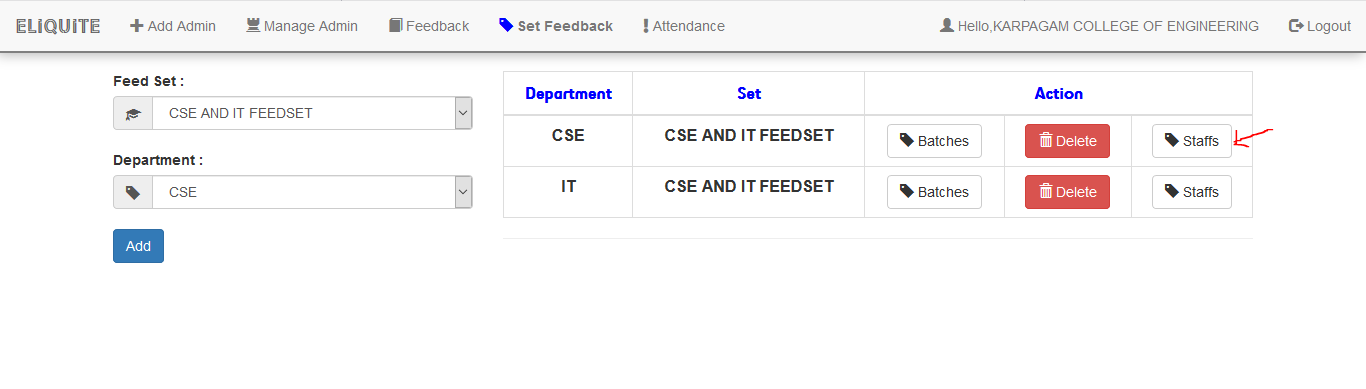 ELiQUiTE Add Admin Manage Admin Feedback Set Feedback Attendance Hello,KARPAGAM COLLEGE OF ENGINEERING Logout
Feed Set :
CSE AND IT FEEDSET
Department :
CSE
Add
Department Set Action
CSE CSE AND IT FEEDSET Batches Delete Staffs
IT CSE AND IT FEEDSET Batches Delete Staffs